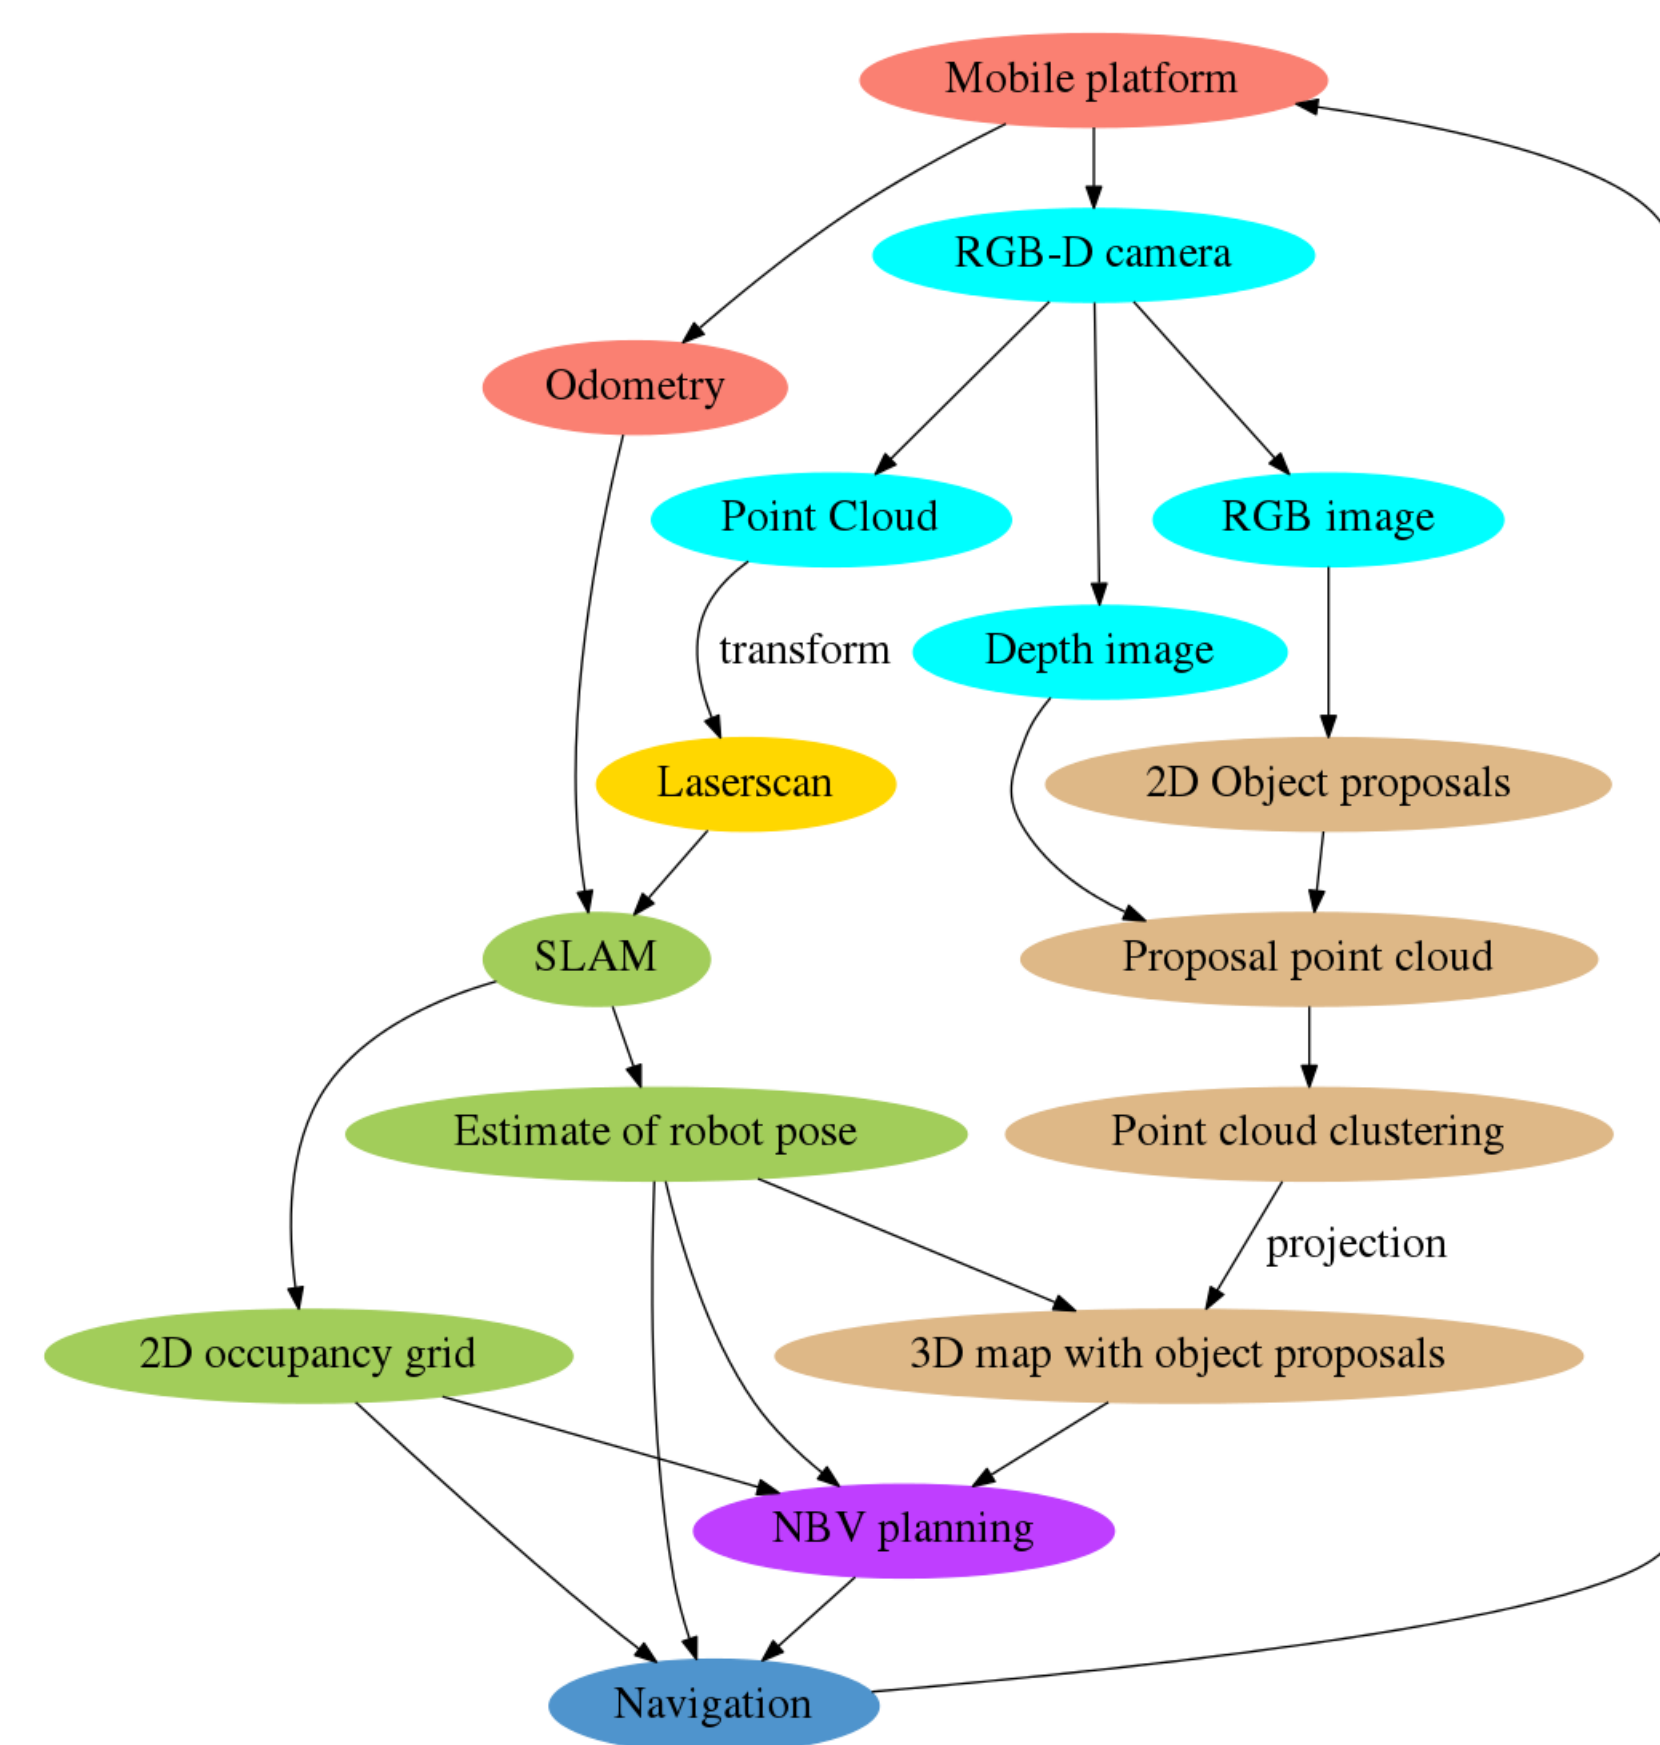 Mobile platform
RGB-D camera
Odometry
Point Cloud
RGB image
transform
Depth image
Laserscan
2D Object proposals
SLAM
Proposal point cloud
Estimate of robot pose
Point cloud clustering
projection
2D occupancy grid
3D map with object proposals
NBV planning
Navigation